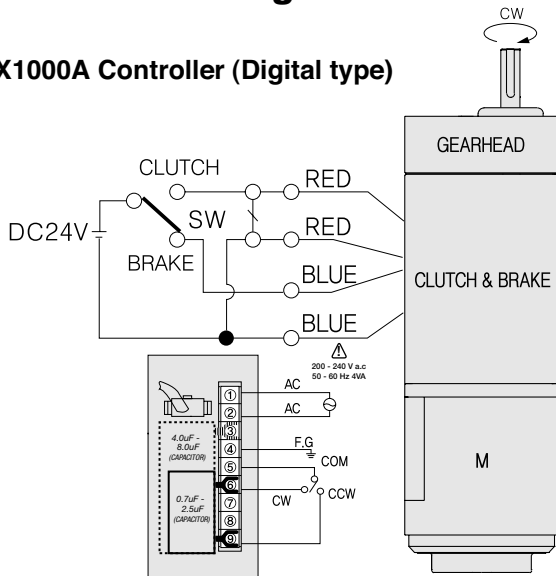 CW
X1000A Controller (Digital type)
GEARHEAD
CLUTCH
RED
SW
DC24V
RED
BRAKE
BLUE
CLUTCH & BRAKE
BLUE
200 - 240 V a.c
50 - 60 Hz 4VA
AC
①
AC
②
③
4.0uF -
8.0uF
(CAPACITOR)
F.G
④
COM
⑤
M
⑥
CW
CCW
0.7uF -
2.5uF
(CAPACITOR)
⑦
⑧
⑨